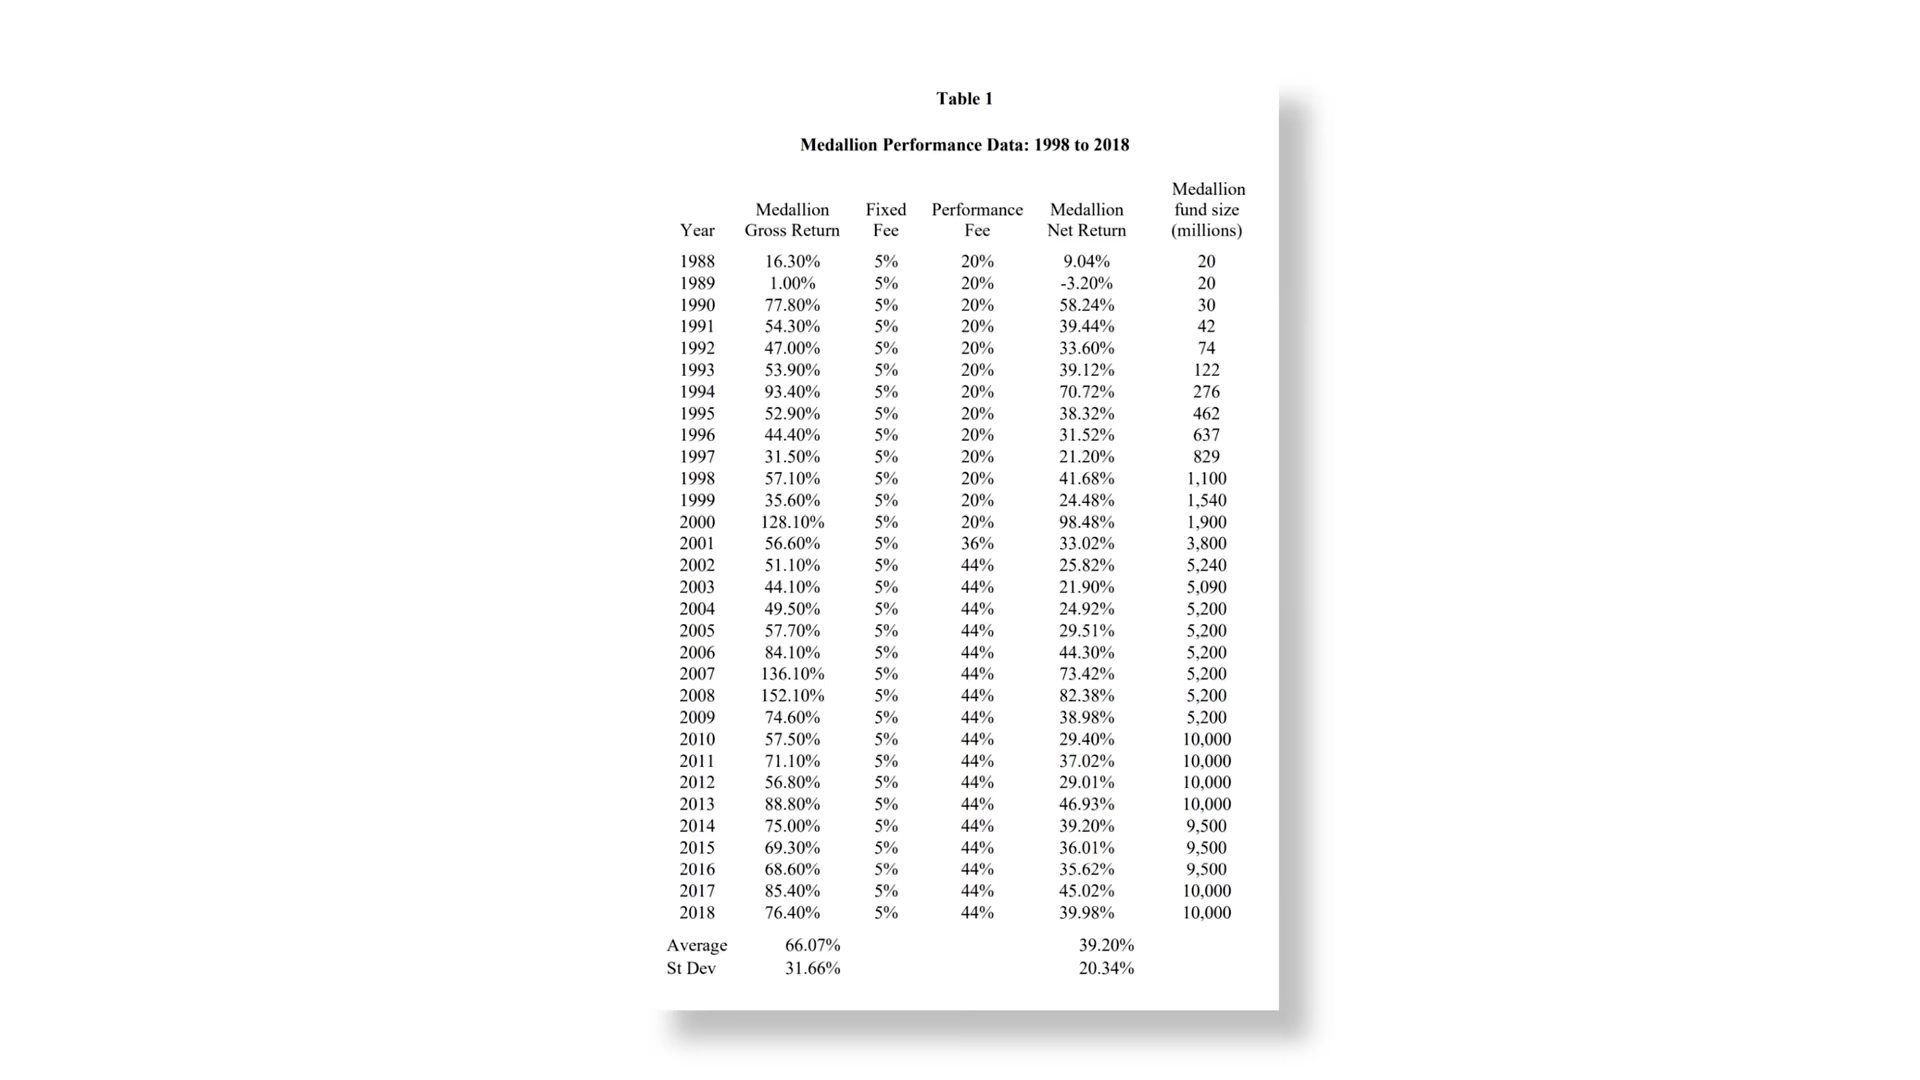 Table 1
Medallion Performance Data: 1998 to 2018
Medallion
Medallion Fixed Performance Medallion fund size
Year Gross Return Fee Fee Net Return (millions)
1988 16.30% 5% 20% 9.04% 20
1989 1.00% 5% 20% -3.20% 20
1990 77.80% 5% 20% 58.24% 30
1991 54.30% 5% 20% 39.44% 42
1992 47.00% 5% 20% 33.60% 74
1993 53.90% 5% 20% 39.12% 122
1994 93.40% 5% 20% 70.72% 276
1995 52.90% 5% 20% 38.32% 462
1996 44.40% 5% 20% 31.52% 637
1997 31.50% 5% 20% 21.20% 829
1998 57.10% 5% 20% 41.68% 1,100
1999 35.60% 5% 20% 24.48% 1,540
2000 128.10% 5% 20% 98.48% 1,900
2001 56.60% 5% 36% 33.02% 3,800
2002 51.10% 5% 44% 25.82% 5,240
2003 44.10% 5% 44% 21.90% 5,090
2004 49.50% 5% 44% 24.92% 5,200
2005 57.70% 5% 44% 29.51% 5,200
2006 84.10% 5% 44% 44.30% 5,200
2007 136.10% 5% 44% 73.42% 5,200
2008 152.10% 5% 44% 82.38% 5,200
2009 74.60% 5% 44% 38.98% 5,200
2010 57.50% 5% 44% 29.40% 10,000
2011 71.10% 5% 44% 37.02% 10,000
2012 56.80% 5% 44% 29.01% 10,000
2013 88.80% 5% 44% 46.93% 10,000
2014 75.00% 5% 44% 39.20% 9,500
2015 69.30% 5% 44% 36.01% 9,500
2016 68.60% 5% 44% 35.62% 9,500
2017 85.40% 5% 44% 45.02% 10,000
2018 76.40% 5% 44% 39.98% 10,000
Average 66.07% 39.20%
St Dev 31.66% 20.34%